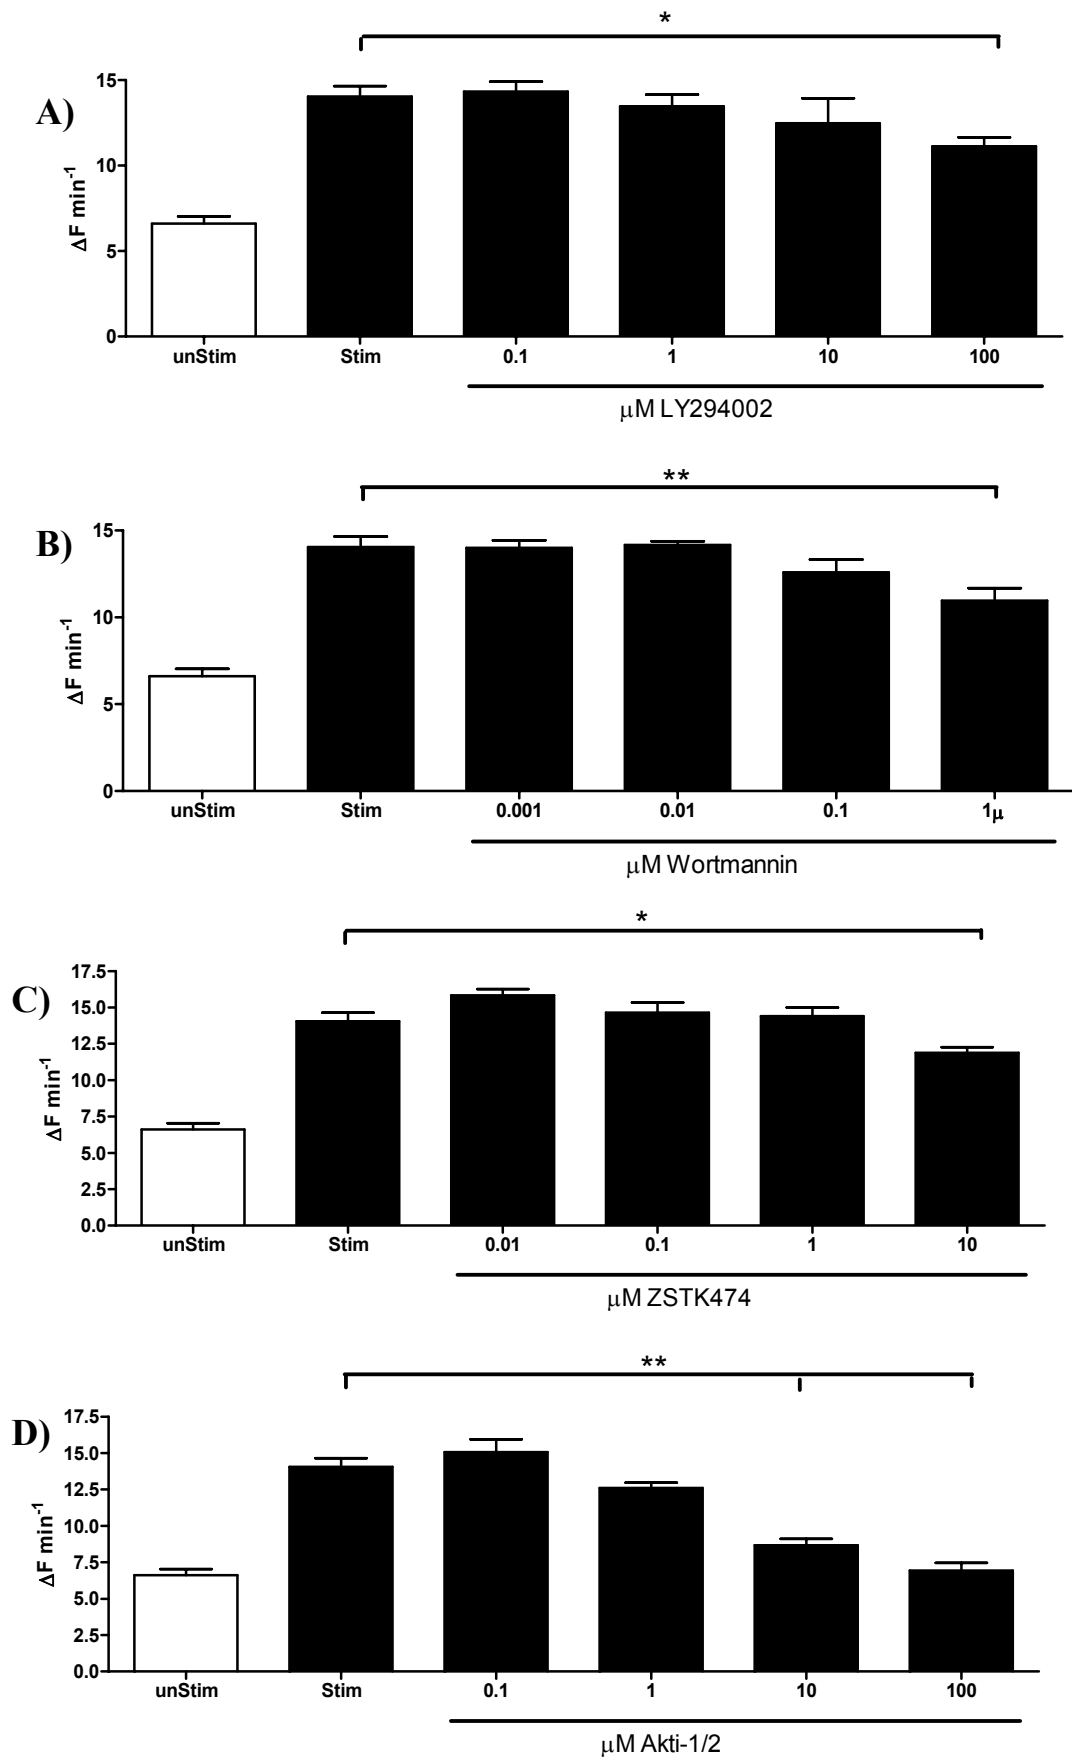 *
A)
ΔF min-1
15
10
5
0
unStim Stim 0.1 1 10 100
μM LY294002
**
B)
ΔF min-1
15
10
5
0
unStim Stim 0.001 0.01 0.1 1μ
μM Wortmannin
*
C)
ΔF min-1
17.5
15.0
12.5
10.0
7.5
5.0
2.5
0.0
unStim Stim 0.01 0.1 1 10
μM ZSTK474
**
D)
ΔF min-1
17.5
15.0
12.5
10.0
7.5
5.0
2.5
0.0
unStim Stim 0.1 1 10 100
μM Akti-1/2